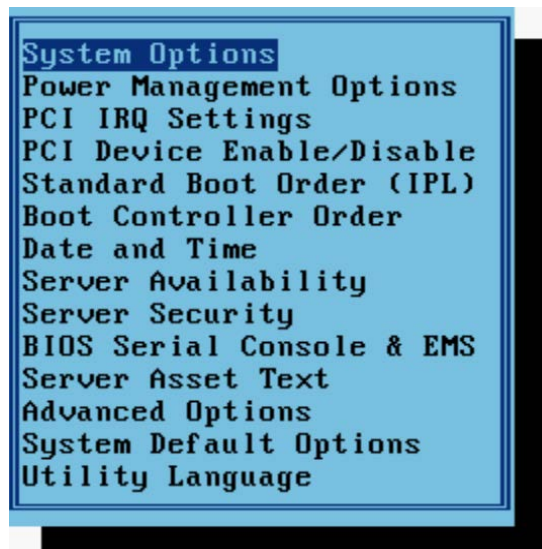 System Options
Power Management Options
PCI IRQ Settings
PCI Device Enable/Disable
Standard Boot Order (IPL)
Boot Controller Order
Date and Time
Server Availability
Server Security
BIOS Serial Console & EMS
Server Asset Text
Advanced Options
System Default Options
Utility Language